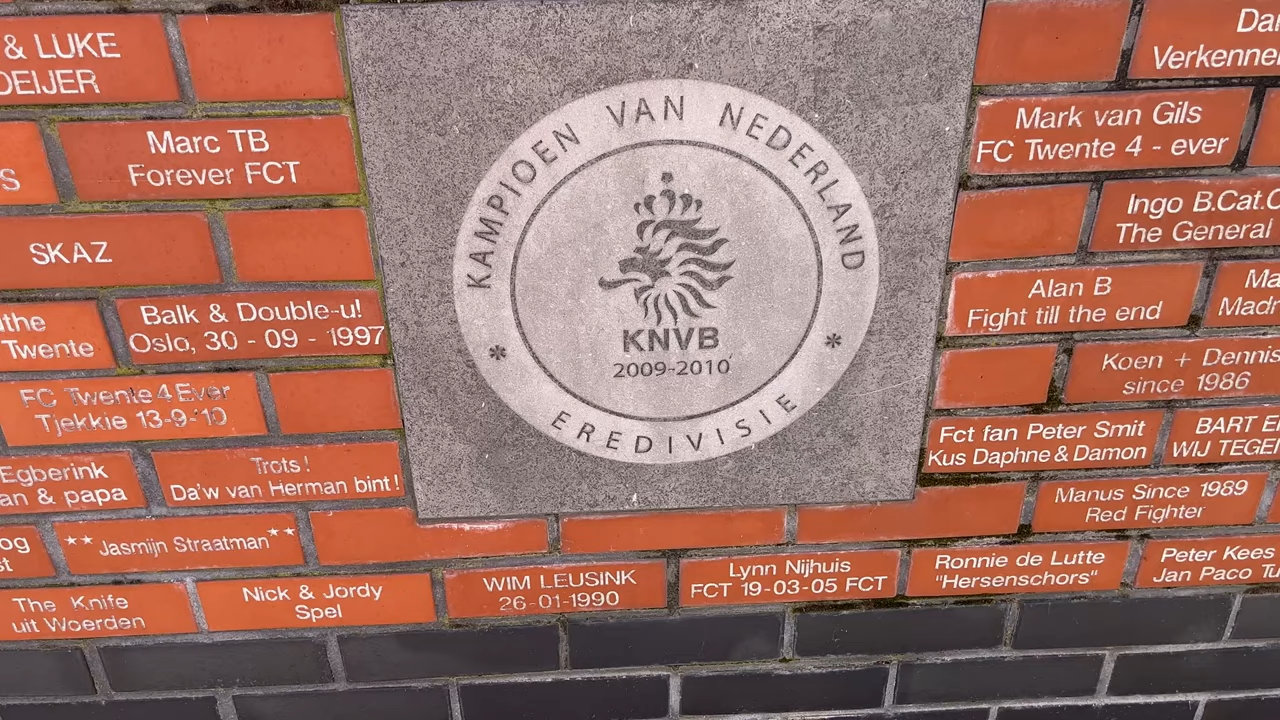 & LUKE
DEIJER
Marc TB
Forever FCT
S
SKAZ
Twente
Balk & Double-u!
Oslo, 30 - 09 - 1997
FC Twente 4 Ever
Tjekkie 13-9-'10
Egberink
an & papa
Trots!
Da'w van Herman bint!
**Jasmijn Straatman**
The Knife
uit Woerden
Nick & Jordy
Spel
KAMPIOEN VAN NEDERLAND
KNVB
2009-2010
* EREDIVISIE *
WIM LEUSINK
26-01-1990
Lynn Nijhuis
FCT 19-03-05 FCT
Mark van Gils
FC Twente 4 - ever
Ingo B.Cat.C
The General
Alan B
Fight till the end
Koen + Dennis
since 1986
Fct fan Peter Smit
Kus Daphne & Damon
BART
WIJ
Manus Since 1989
Red Fighter
Ronnie de Lutte
"Hersenschors"
Peter Kees
Jan Paco